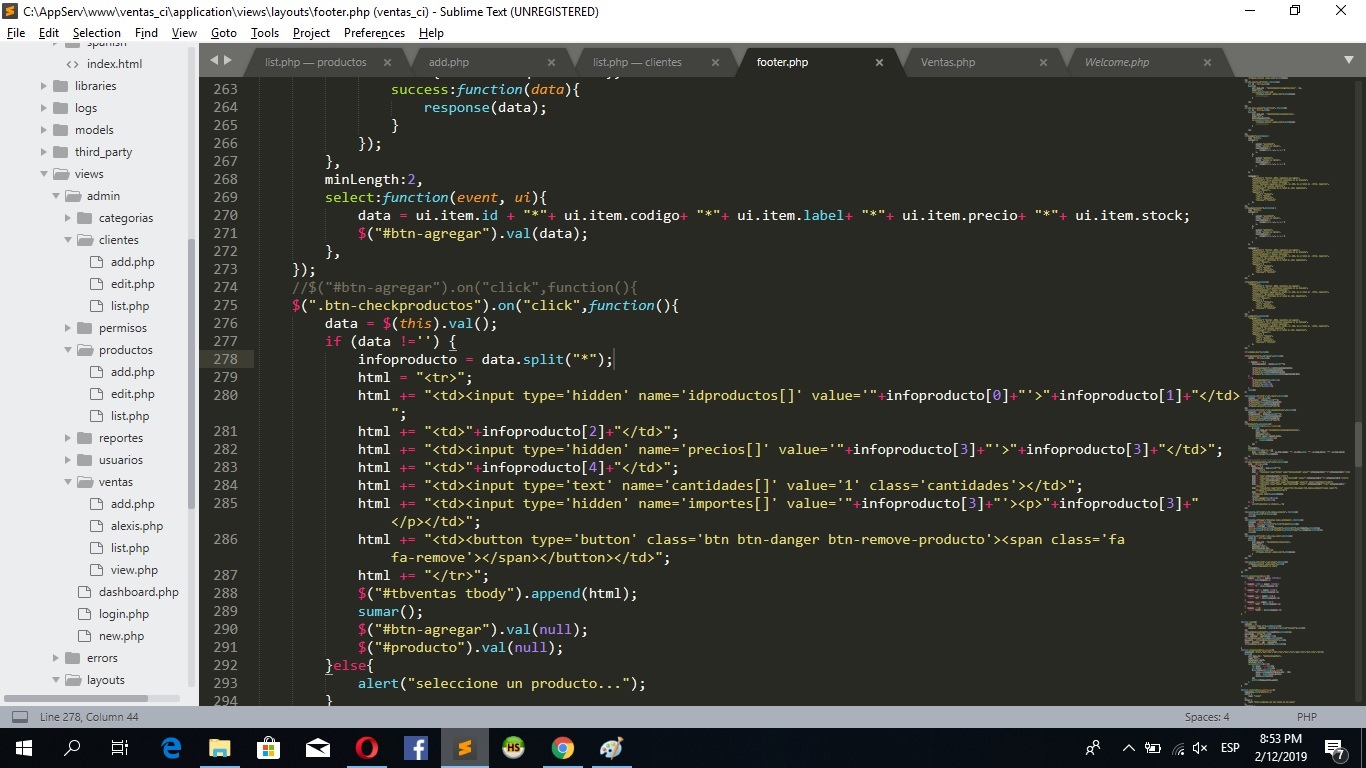 C:\AppServ\www\ventas_ci\application\views\layouts\footer.php (ventas_ci) - Sublime Text (UNREGISTERED)
File Edit Selection Find View Goto Tools Project Preferences Help
list.php — productos
add.php
list.php — clientes
footer.php
Ventas.php
Welcome.php
spanish
index.html
libraries
logs
models
third_party
views
admin
categorias
clientes
add.php
edit.php
list.php
permisos
productos
add.php
edit.php
list.php
reportes
usuarios
ventas
add.php
alexis.php
list.php
view.php
dashboard.php
login.php
new.php
errors
layouts
263 success:function(data){
264 response(data);
265 }
266 });
267 },
268 minLength:2,
269 select:function(event, ui){
270 data = ui.item.id + "*"+ ui.item.codigo+ "*"+ ui.item.label+ "*"+ ui.item.precio+ "*"+ ui.item.stock;
271 $("#btn-agregar").val(data);
272 },
273 });
274 //$("#btn-agregar").on("click",function(){
275 $(".btn-checkproductos").on("click",function(){
276 data = $(this).val();
277 if (data !='') {
278 infoproducto = data.split("*");
279 html = "<tr>";
280 html += "<td><input type='hidden' name='idproductos[]' value='"+infoproducto[0]+"'>"+infoproducto[1]+"</td>
";
281 html += "<td>"+infoproducto[2]+"</td>";
282 html += "<td><input type='hidden' name='precios[]' value='"+infoproducto[3]+"'>"+infoproducto[3]+"</td>";
283 html += "<td>"+infoproducto[4]+"</td>";
284 html += "<td><input type='text' name='cantidades[]' value='1' class='cantidades'></td>";
285 html += "<td><input type='hidden' name='importes[]' value='"+infoproducto[3]+"'><p>"+infoproducto[3]+"
</p></td>";
286 html += "<td><button type='button' class='btn btn-danger btn-remove-producto'><span class='fa
fa-remove'></span></button></td>";
287 html += "</tr>";
288 $("#tbventas tbody").append(html);
289 sumar();
290 $("#btn-agregar").val(null);
291 $("#producto").val(null);
292 }else{
293 alert("seleccione un producto...");
294 }
Line 278, Column 44
Spaces: 4
PHP
HS
ESP
8:53 PM
2/12/2019
7